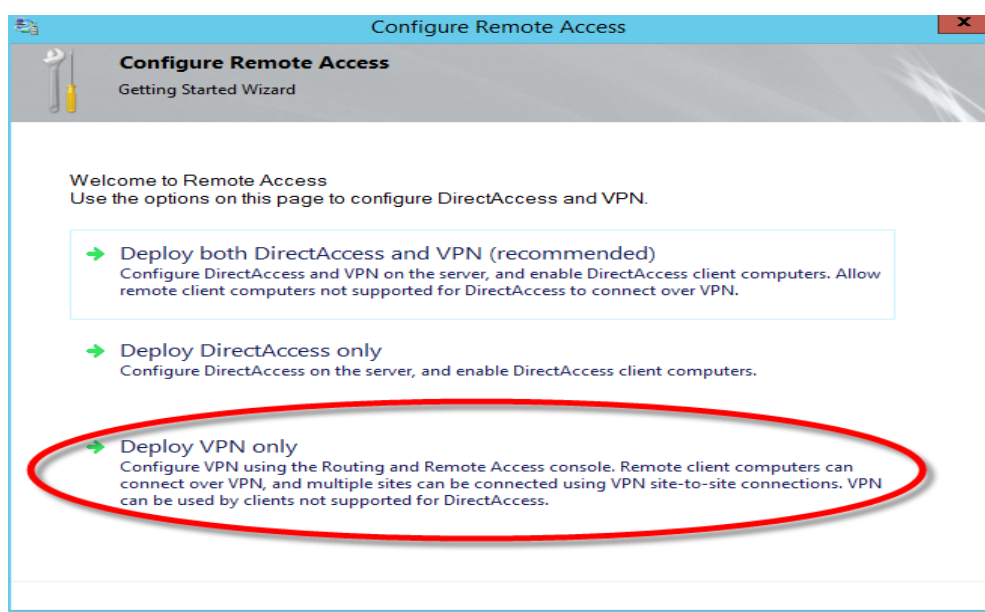 Configure Remote Access
x
Configure Remote Access
Getting Started Wizard
Welcome to Remote Access
Use the options on this page to configure DirectAccess and VPN.
Deploy both DirectAccess and VPN (recommended)
Configure DirectAccess and VPN on the server, and enable DirectAccess client computers. Allow
remote client computers not supported for DirectAccess to connect over VPN.
Deploy DirectAccess only
Configure DirectAccess on the server, and enable DirectAccess client computers.
Deploy VPN only
Configure VPN using the Routing and Remote Access console. Remote client computers can
connect over VPN, and multiple sites can be connected using VPN site-to-site connections. VPN
can be used by clients not supported for DirectAccess.